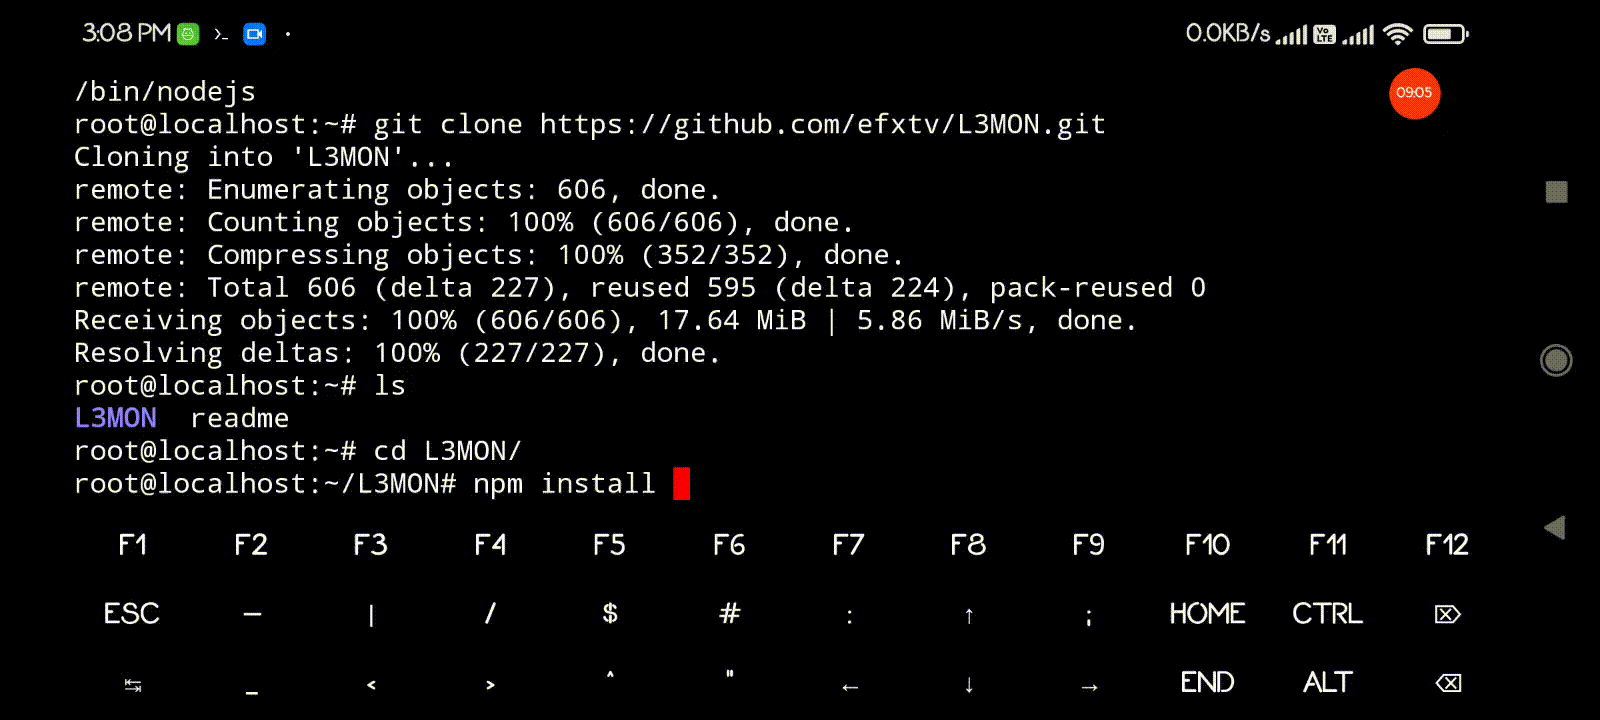 3:08 PM
0.0KB/s
Vo LTE
09:05
/bin/nodejs
root@localhost:~# git clone https://github.com/efxtv/L3MON.git
Cloning into 'L3MON'...
remote: Enumerating objects: 606, done.
remote: Counting objects: 100% (606/606), done.
remote: Compressing objects: 100% (352/352), done.
remote: Total 606 (delta 227), reused 595 (delta 224), pack-reused 0
Receiving objects: 100% (606/606), 17.64 MiB | 5.86 MiB/s, done.
Resolving deltas: 100% (227/227), done.
root@localhost:~# ls
L3MON  readme
root@localhost:~# cd L3MON/
root@localhost:~/L3MON# npm install
F1 F2 F3 F4 F5 F6 F7 F8 F9 F10 F11 F12
ESC — | / $ # : ↑ ; HOME CTRL ⌦
↹ _ < > ^ " ← ↓ → END ALT ⌫